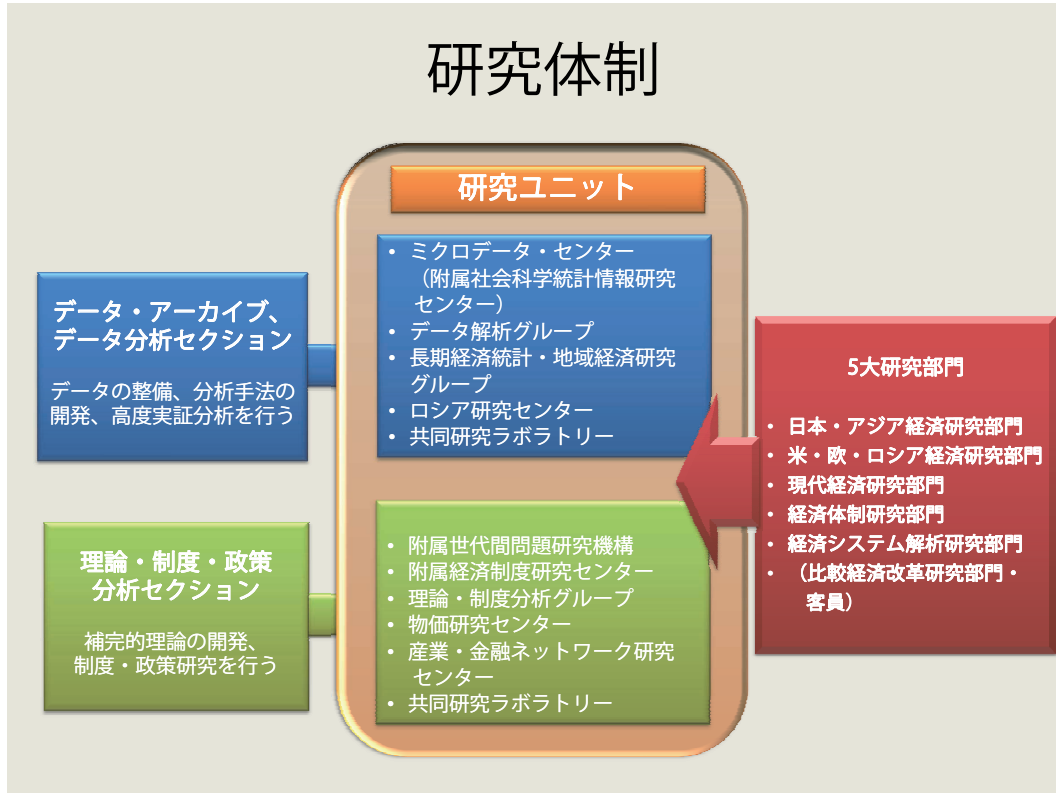 研究体制
研究ユニット
データ・アーカイブ、
データ分析セクション
データの整備、分析手法の
開発、高度実証分析を行う
• ミクロデータ・センター
（附属社会科学統計情報研究
センター）
• データ解析グループ
• 長期経済統計・地域経済研究
グループ
• ロシア研究センター
• 共同研究ラボラトリー
理論・制度・政策
分析セクション
補完的理論の開発、
制度・政策研究を行う
• 附属世代間問題研究機構
• 附属経済制度研究センター
• 理論・制度分析グループ
• 物価研究センター
• 産業・金融ネットワーク研究
センター
• 共同研究ラボラトリー
5大研究部門
• 日本・アジア経済研究部門
• 米・欧・ロシア経済研究部門
• 現代経済研究部門
• 経済体制研究部門
• 経済システム解析研究部門
• （比較経済改革研究部門・
客員）